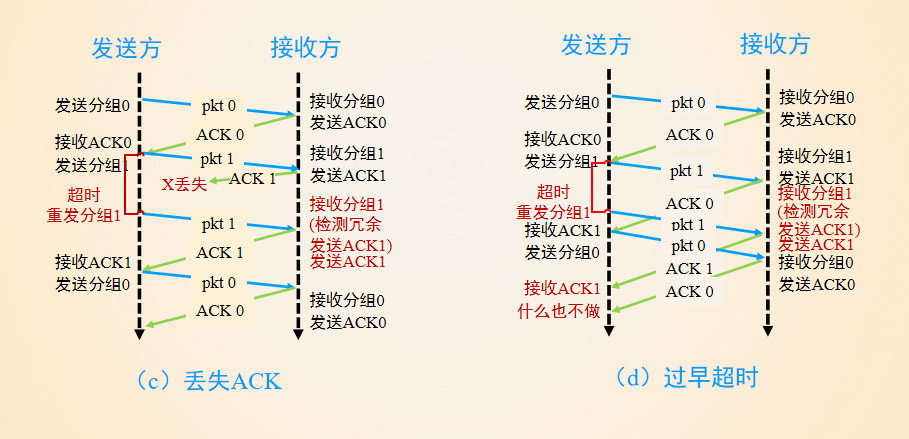 发送方
接收方
发送分组0
pkt 0
接收分组0
发送ACK0
接收ACK0
ACK 0
发送分组1
pkt 1
接收分组1
X丢失
ACK 1
发送ACK1
超时
重发分组1
接收分组1
pkt 1
(检测冗余
发送ACK1)
ACK 1
发送ACK1
接收ACK1
发送分组0
pkt 0
接收分组0
ACK 0
发送ACK0
（c）丢失ACK
发送方
接收方
发送分组0
pkt 0
接收分组0
发送ACK0
接收ACK0
ACK 0
发送分组1
pkt 1
接收分组1
发送ACK1
超时
重发分组1
ACK 0
接收分组1
(检测冗余
接收ACK1
pkt 1
发送ACK1)
发送分组0
pkt 0
发送ACK1
接收分组0
ACK 1
接收ACK1
发送ACK0
什么也不做
ACK 0
（d）过早超时